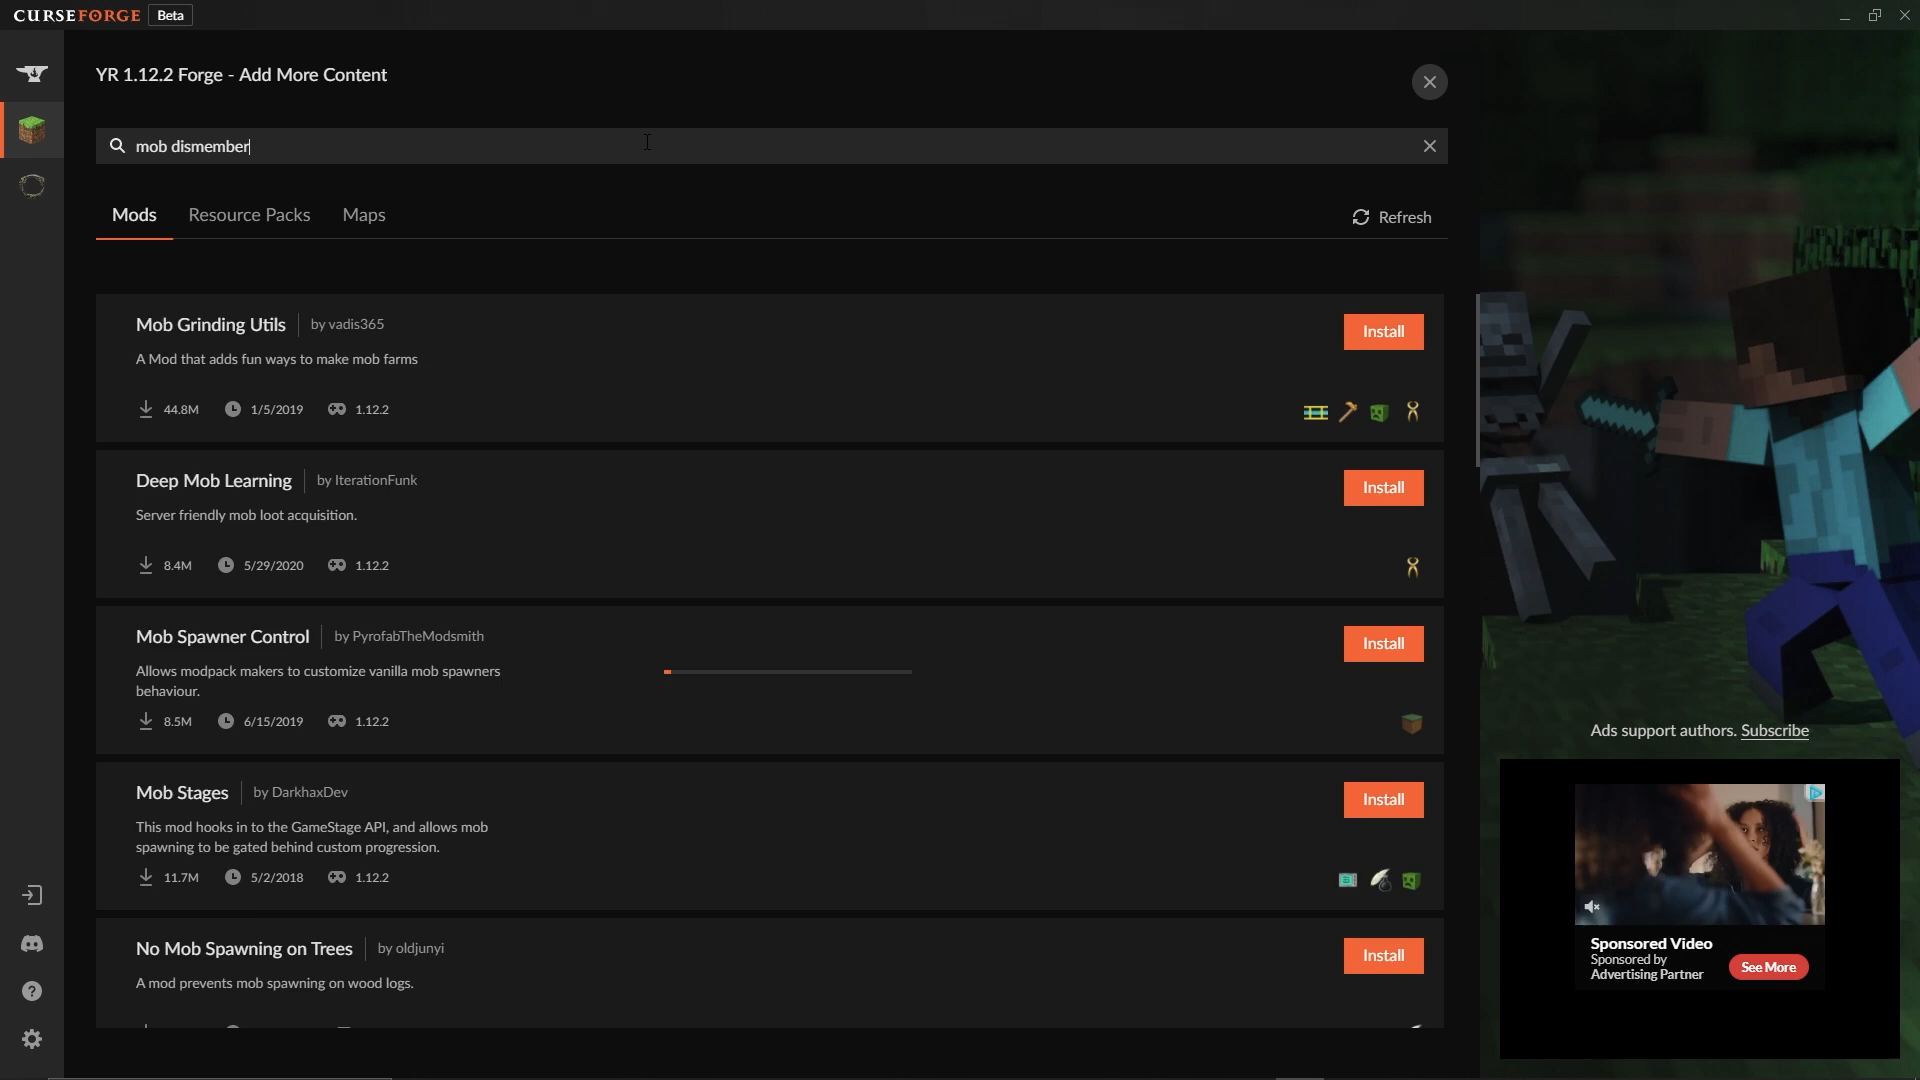 CURSEFORGE Beta
YR 1.12.2 Forge - Add More Content
mob dismember
Mods Resource Packs Maps
Refresh
Mob Grinding Utils by vadis365
Install
A Mod that adds fun ways to make mob farms
44.8M 1/5/2019 1.12.2
Deep Mob Learning by IterationFunk
Install
Server friendly mob loot acquisition.
8.4M 5/29/2020 1.12.2
Mob Spawner Control by PyrofabTheModsmith
Install
Allows modpack makers to customize vanilla mob spawners
behaviour.
8.5M 6/15/2019 1.12.2
Mob Stages by DarkhaxDev
Install
This mod hooks in to the GameStage API, and allows mob
spawning to be gated behind custom progression.
11.7M 5/2/2018 1.12.2
No Mob Spawning on Trees by oldjunyi
Install
A mod prevents mob spawning on wood logs.
Ads support authors. Subscribe
Sponsored Video
Sponsored by
Advertising Partner
See More